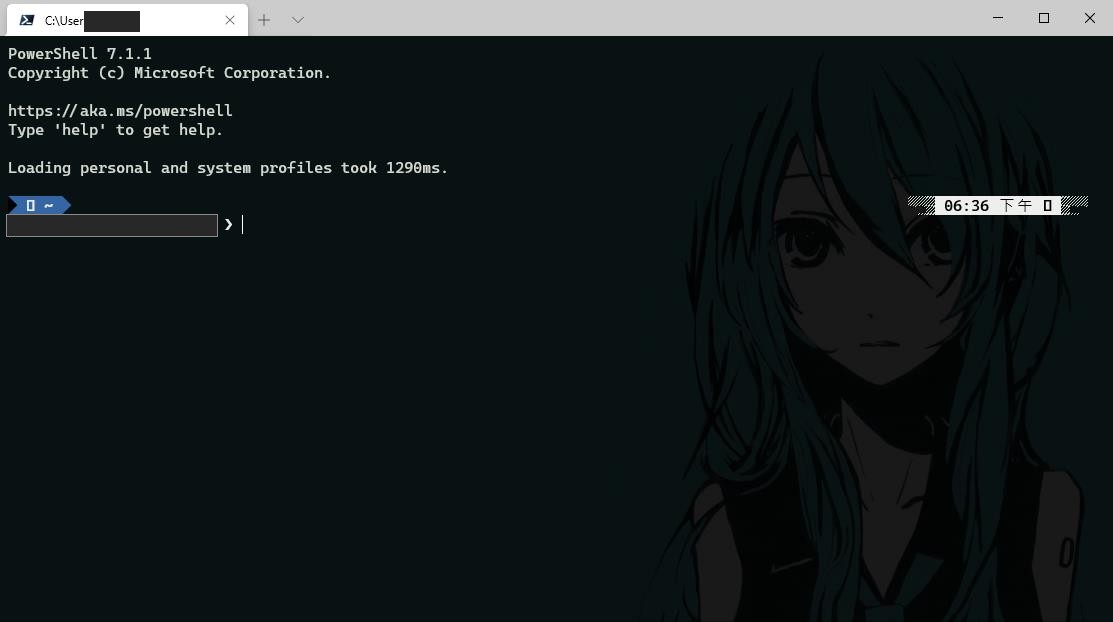 C:\User
PowerShell 7.1.1
Copyright (c) Microsoft Corporation.
https://aka.ms/powershell
Type 'help' to get help.
Loading personal and system profiles took 1290ms.
~
06:36 下午
❯
0